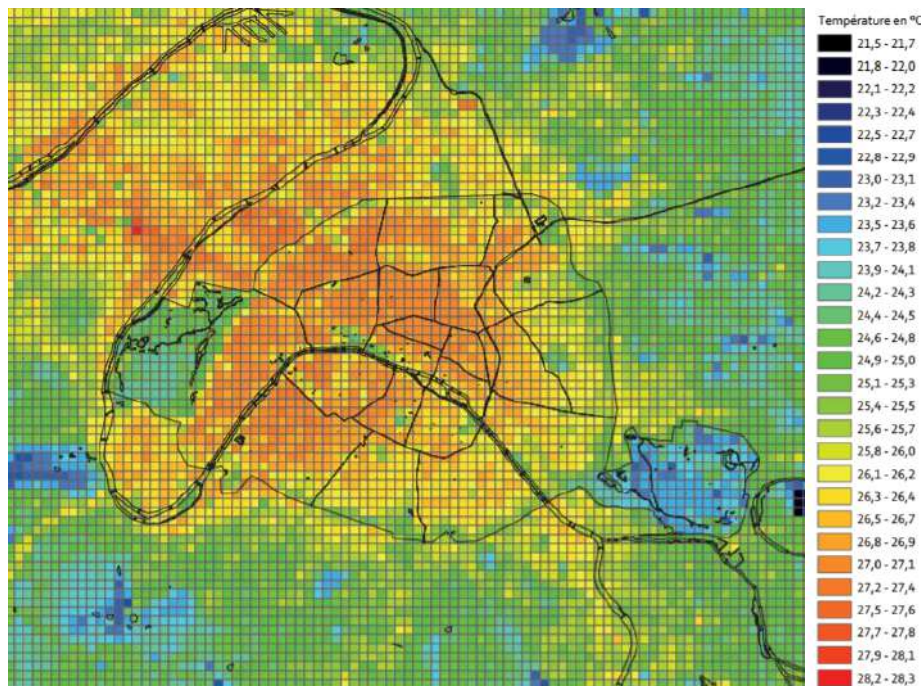 Température en °C
21,5 - 21,7
21,8 - 22,0
22,1 - 22,2
22,3 - 22,4
22,5 - 22,7
22,8 - 22,9
23,0 - 23,1
23,2 - 23,4
23,5 - 23,6
23,7 - 23,8
23,9 - 24,1
24,2 - 24,3
24,4 - 24,5
24,6 - 24,8
24,9 - 25,0
25,1 - 25,3
25,4 - 25,5
25,6 - 25,7
25,8 - 26,0
26,1 - 26,2
26,3 - 26,4
26,5 - 26,7
26,8 - 26,9
27,0 - 27,1
27,2 - 27,4
27,5 - 27,6
27,7 - 27,8
27,9 - 28,1
28,2 - 28,3